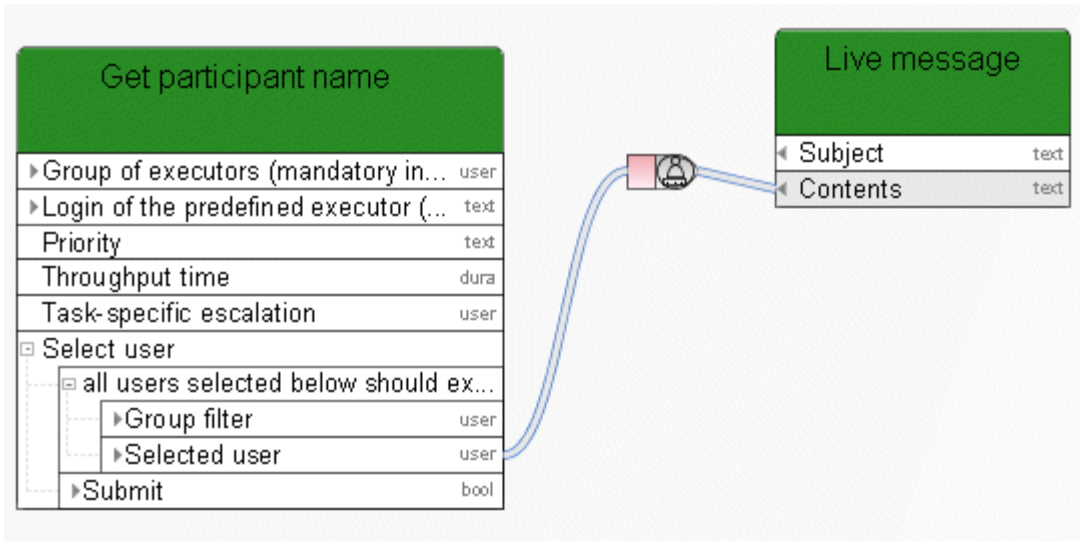 Get participant name
Group of executors (mandatory in... user
Login of the predefined executor (... text
Priority text
Throughput time dura
Task-specific escalation user
Select user
all users selected below should ex...
Group filter user
Selected user user
Submit bool
Live message
Subject text
Contents text